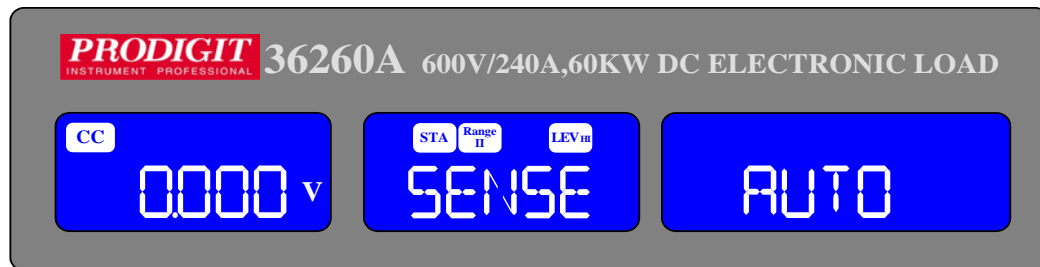 PRODIGIT
INSTRUMENT PROFESSIONAL
36260A 600V/240A,60KW DC ELECTRONIC LOAD
CC
0.000 V
STA Range II LEV HI
SENSE
AUTO